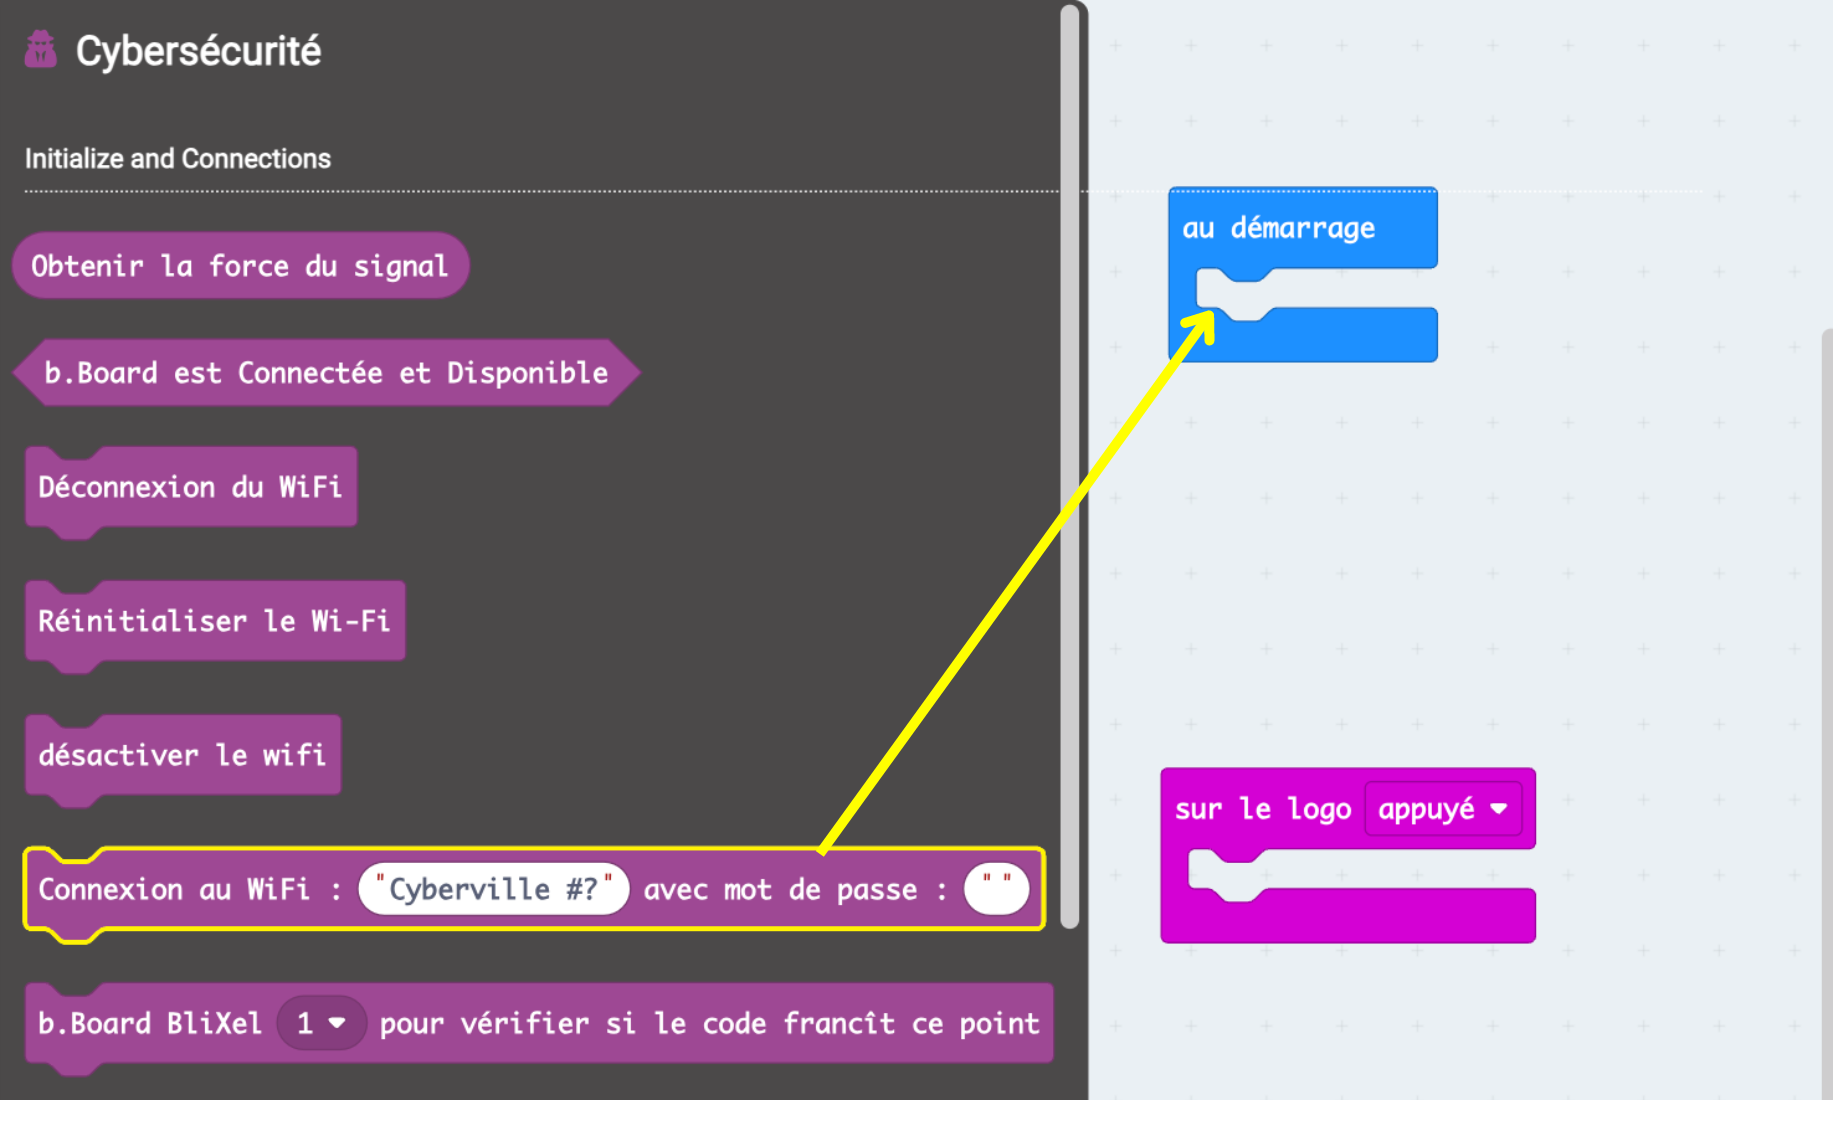 Cybersécurité
Initialize and Connections
Obtenir la force du signal
b.Board est Connectée et Disponible
Déconnexion du WiFi
Réinitialiser le Wi-Fi
désactiver le wifi
Connexion au WiFi : "Cyberville #?" avec mot de passe : " "
b.Board BliXel 1 pour vérifier si le code francît ce point
au démarrage
sur le logo appuyé